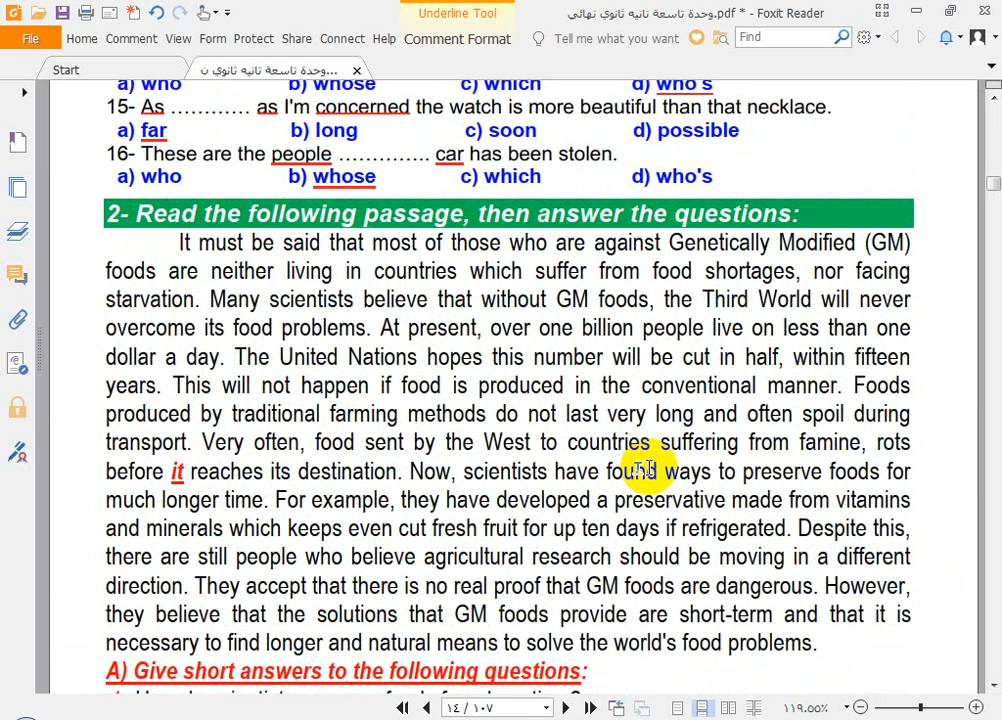 Underline Tool
وحدة تاسعة تانيه ثانوي نهائي.pdf * - Foxit Reader
File Home Comment View Form Protect Share Connect Help Comment Format Tell me what you want... Find
Start
وحدة تاسعة تانيه ثانوي ن...
a) who b) whose c) which d) who's
15- As ………… as I'm concerned the watch is more beautiful than that necklace.
a) far b) long c) soon d) possible
16- These are the people ………….. car has been stolen.
a) who b) whose c) which d) who's
2- Read the following passage, then answer the questions:
It must be said that most of those who are against Genetically Modified (GM)
foods are neither living in countries which suffer from food shortages, nor facing
starvation. Many scientists believe that without GM foods, the Third World will never
overcome its food problems. At present, over one billion people live on less than one
dollar a day. The United Nations hopes this number will be cut in half, within fifteen
years. This will not happen if food is produced in the conventional manner. Foods
produced by traditional farming methods do not last very long and often spoil during
transport. Very often, food sent by the West to countries suffering from famine, rots
before it reaches its destination. Now, scientists have found ways to preserve foods for
much longer time. For example, they have developed a preservative made from vitamins
and minerals which keeps even cut fresh fruit for up ten days if refrigerated. Despite this,
there are still people who believe agricultural research should be moving in a different
direction. They accept that there is no real proof that GM foods are dangerous. However,
they believe that the solutions that GM foods provide are short-term and that it is
necessary to find longer and natural means to solve the world's food problems.
A) Give short answers to the following questions:
١٤ / ١٠٧ ١١٩.٥٥%